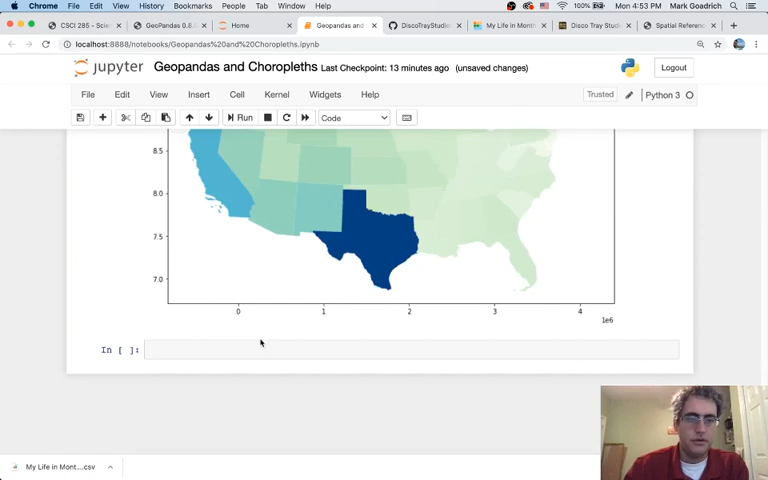 Chrome File Edit View History Bookmarks People Tab Window Help 100% Mon 4:53 PM Mark Goadrich
CSCI 285 – Scie
GeoPandas 0.8.
Home
Geopandas and
DiscoTrayStudio
My Life in Mont
Disco Tray Stud
Spatial Referenc
localhost:8888/notebooks/Geopandas%20and%20Choropleths.ipynb
jupyter Geopandas and Choropleths Last Checkpoint: 13 minutes ago (unsaved changes) Logout
File Edit View Insert Cell Kernel Widgets Help Trusted Python 3
Run Code
8.5
8.0
7.5
7.0
0 1 2 3 4
1e6
In [ ]:
My Life in Mont....csv